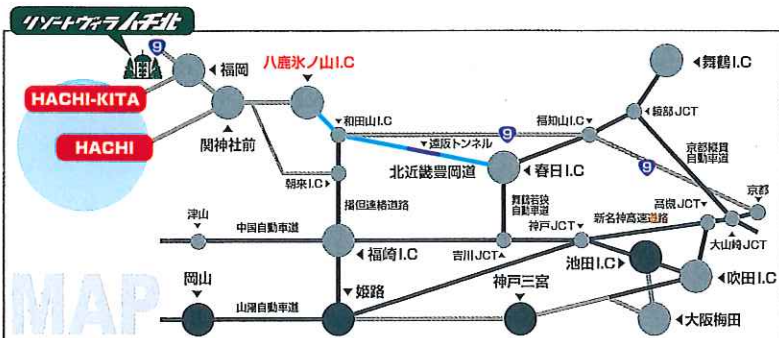 リゾートヴィラハチ北
9
福岡
八鹿氷ノ山I.C
舞鶴I.C
HACHI-KITA
和田山I.C
福知山I.C
綾部JCT
HACHI
関神社前
遠阪トンネル
9
京都縦貫
自動車道
朝来I.C
北近畿豊岡道
春日I.C
9
京都
播但連絡道路
舞鶴若狭
自動車道
高槻JCT
津山
中国自動車道
神戸JCT
新名神高速道路
福崎I.C
吉川JCT
大山崎JCT
池田I.C
岡山
姫路
神戸三宮
吹田I.C
山陽自動車道
大阪梅田
MAP